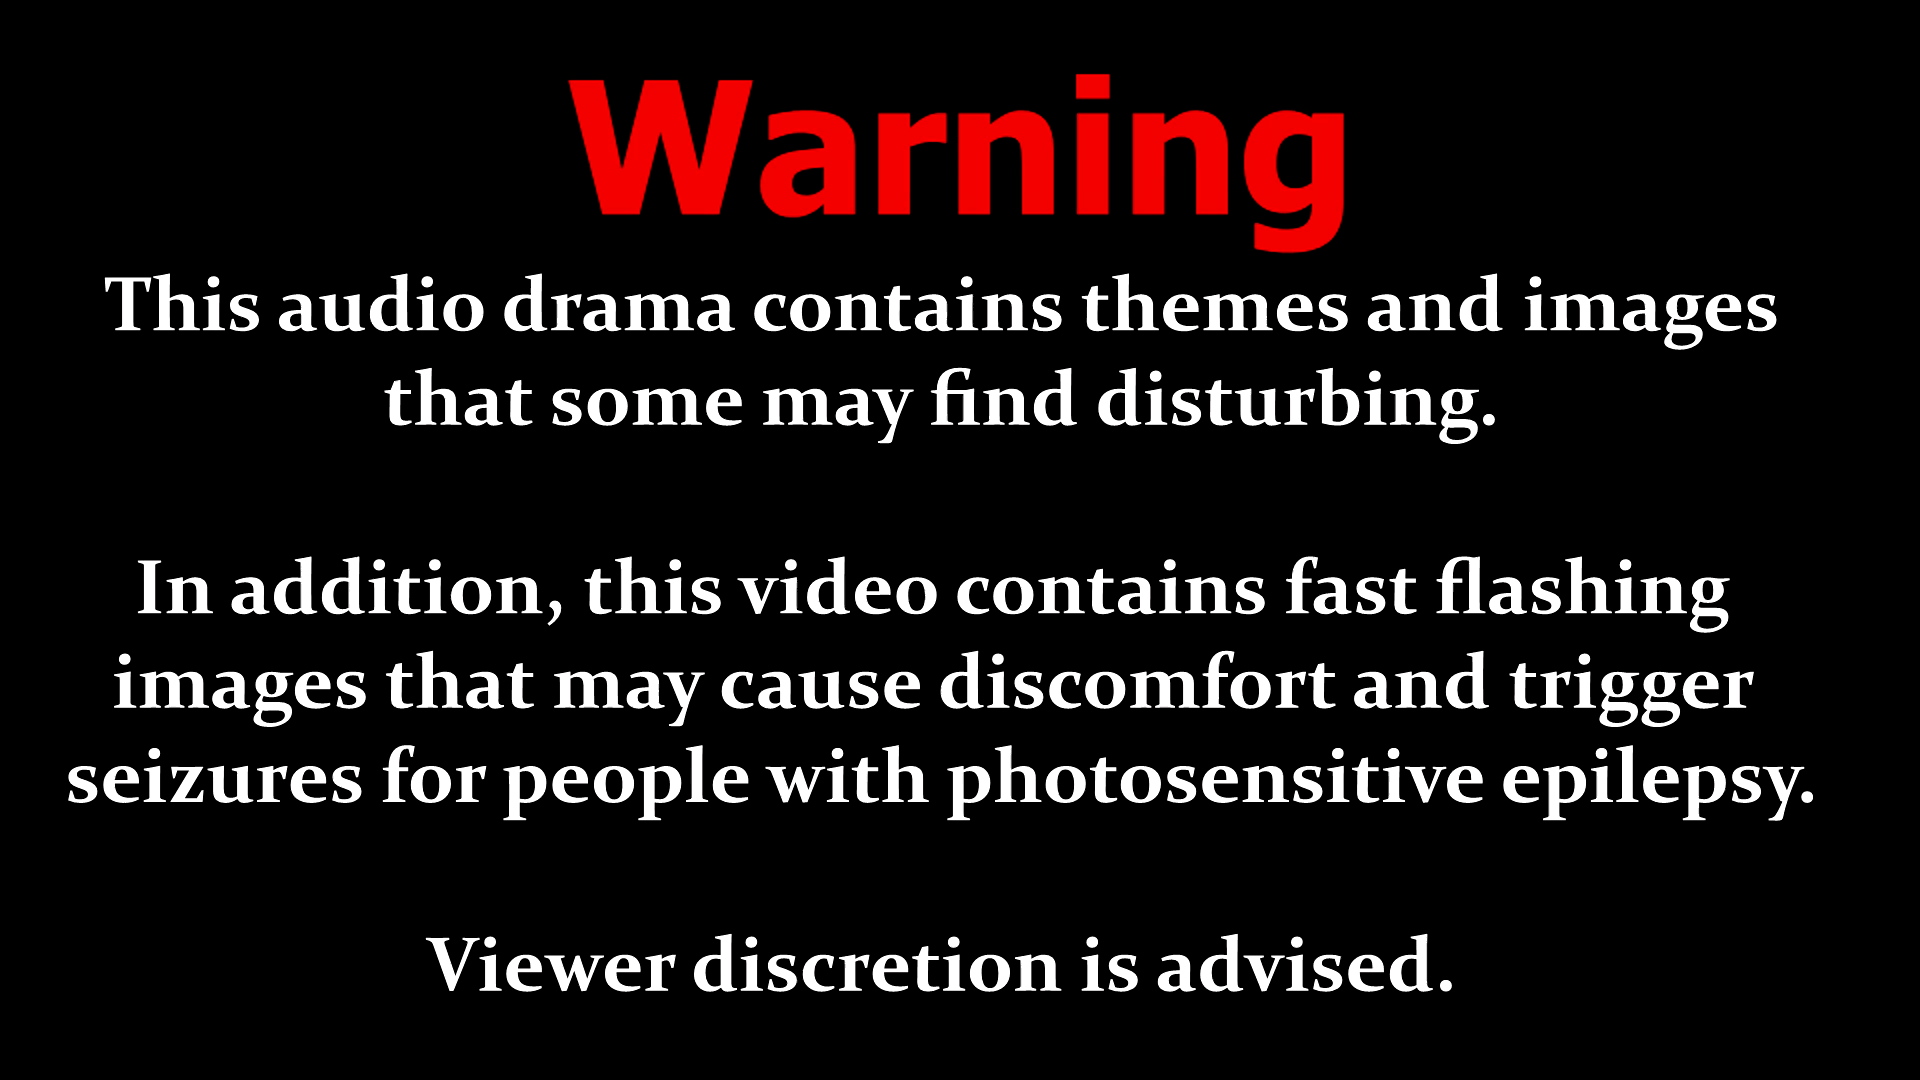 Warning
This audio drama contains themes and images
that some may find disturbing.
In addition, this video contains fast flashing
images that may cause discomfort and trigger
seizures for people with photosensitive epilepsy.
Viewer discretion is advised.